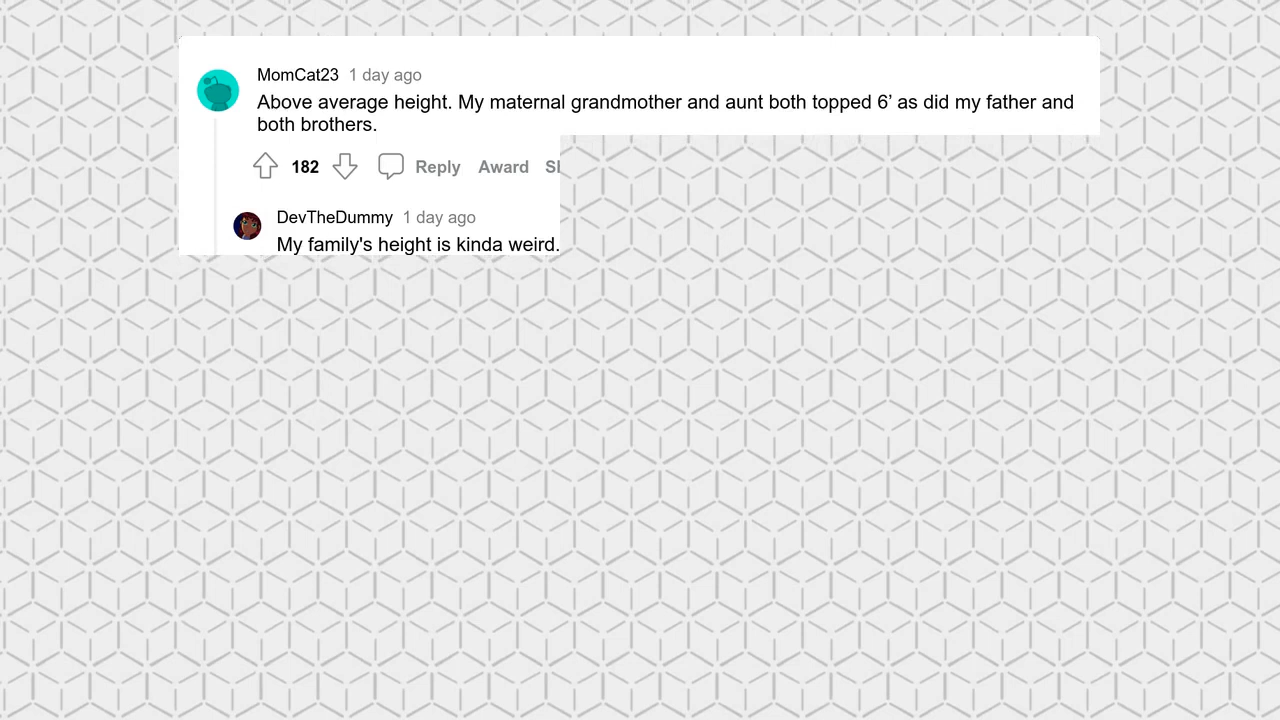 MomCat23 1 day ago
Above average height. My maternal grandmother and aunt both topped 6’ as did my father and
both brothers.
182 Reply Award
DevTheDummy 1 day ago
My family's height is kinda weird.